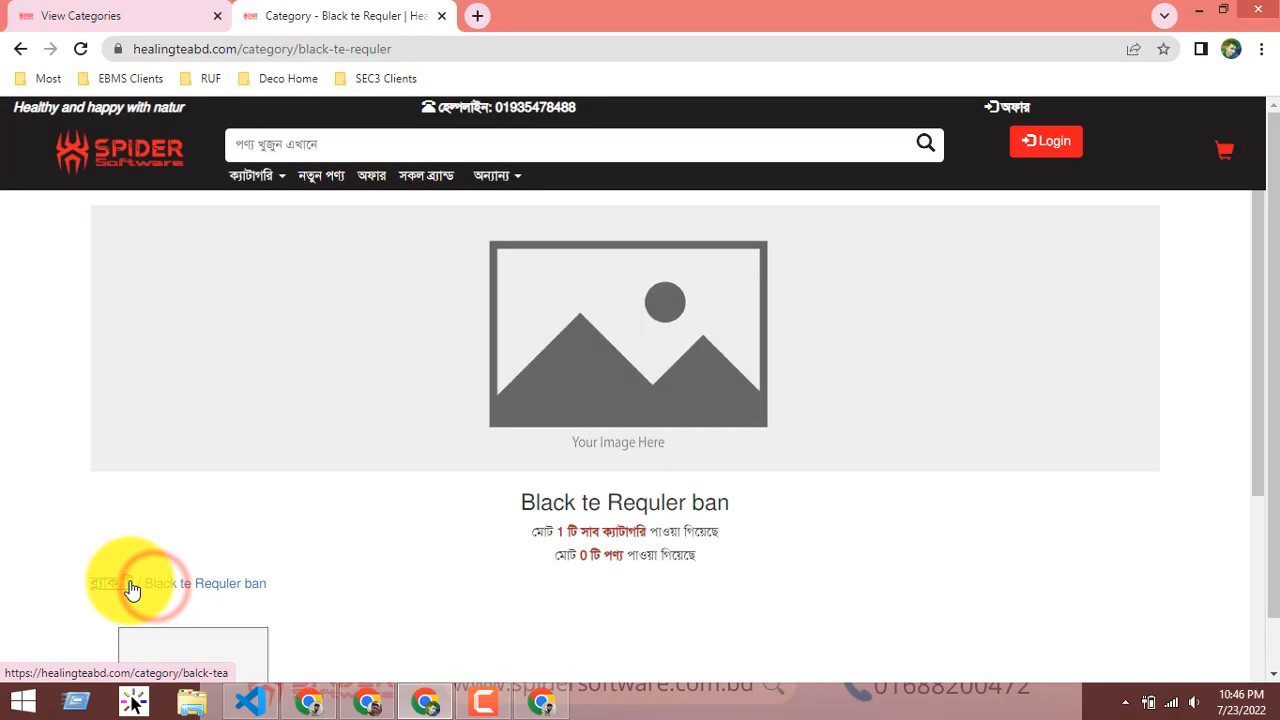 View Categories
Category - Black te Requler | Hea
healingteabd.com/category/black-te-requler
Most
EBMS Clients
RUF
Deco Home
SEC3 Clients
Healthy and happy with natur
হেল্পলাইন: 01935478488
অফার
SPIDER
Software
পণ্য খুজুন এখানে
Login
ক্যাটাগরি
নতুন পণ্য
অফার
সকল ব্র্যান্ড
অন্যান্য
Your Image Here
Black te Requler ban
মোট 1 টি সাব ক্যাটাগরি পাওয়া গিয়েছে
মোট 0 টি পণ্য পাওয়া গিয়েছে
ব্ল্যাক টি / Black te Requler ban
https://healingteabd.com/category/balck-tea
www.spidersoftware.com.bd
01688200472
10:46 PM
7/23/2022